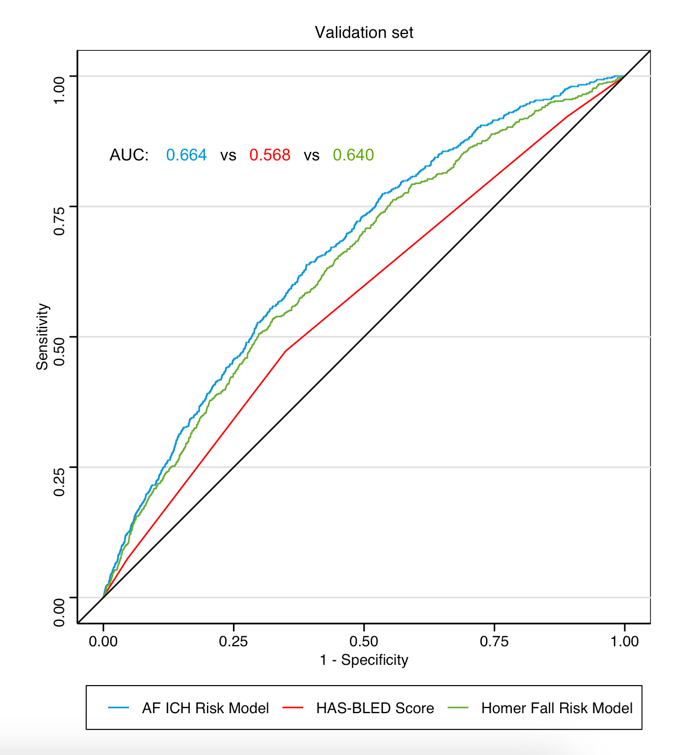 Validation set
AUC: 0.664 vs 0.568 vs 0.640
Sensitivity
1.00
0.75
0.50
0.25
0.00
0.00 0.25 0.50 0.75 1.00
1 - Specificity
AF ICH Risk Model HAS-BLED Score Homer Fall Risk Model